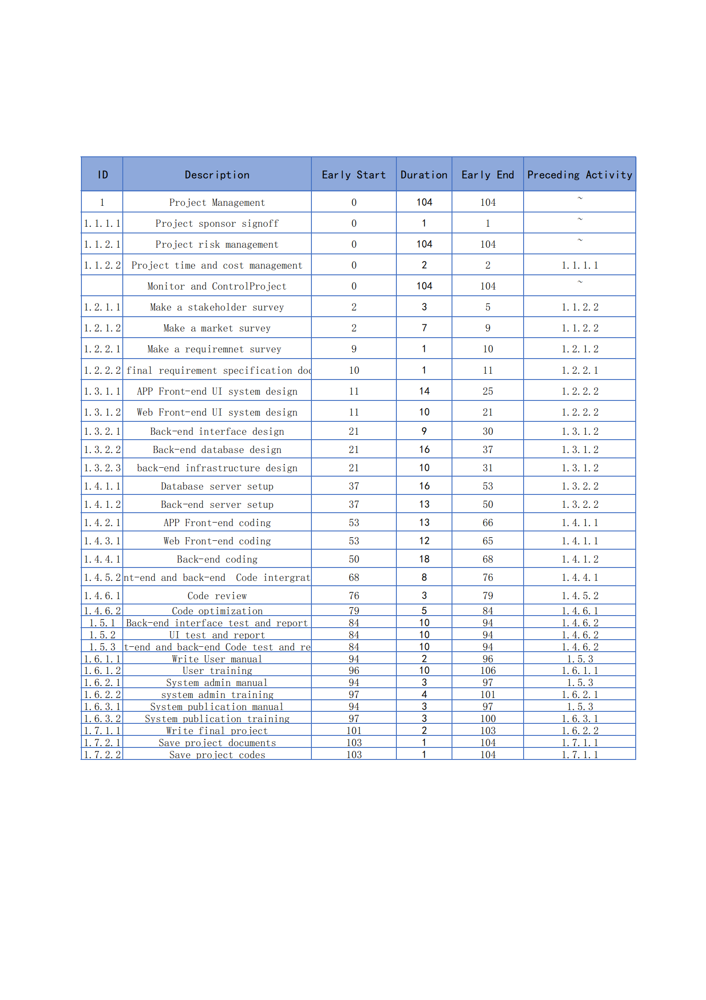 ID Description Early Start Duration Early End Preceding Activity
1 Project Management 0 104 104 ~
1.1.1.1 Project sponsor signoff 0 1 1 ~
1.1.2.1 Project risk management 0 104 104 ~
1.1.2.2 Project time and cost management 0 2 2 1.1.1.1
Monitor and ControlProject 0 104 104 ~
1.2.1.1 Make a stakeholder survey 2 3 5 1.1.2.2
1.2.1.2 Make a market survey 2 7 9 1.1.2.2
1.2.2.1 Make a requiremnet survey 9 1 10 1.2.1.2
1.2.2.2 final requirement specification doc 10 1 11 1.2.2.1
1.3.1.1 APP Front-end UI system design 11 14 25 1.2.2.2
1.3.1.2 Web Front-end UI system design 11 10 21 1.2.2.2
1.3.2.1 Back-end interface design 21 9 30 1.3.1.2
1.3.2.2 Back-end database design 21 16 37 1.3.1.2
1.3.2.3 back-end infrastructure design 21 10 31 1.3.1.2
1.4.1.1 Database server setup 37 16 53 1.3.2.2
1.4.1.2 Back-end server setup 37 13 50 1.3.2.2
1.4.2.1 APP Front-end coding 53 13 66 1.4.1.1
1.4.3.1 Web Front-end coding 53 12 65 1.4.1.1
1.4.4.1 Back-end coding 50 18 68 1.4.1.2
1.4.5.2 nt-end and back-end Code intergrat 68 8 76 1.4.4.1
1.4.6.1 Code review 76 3 79 1.4.5.2
1.4.6.2 Code optimization 79 5 84 1.4.6.1
1.5.1 Back-end interface test and report 84 10 94 1.4.6.2
1.5.2 UI test and report 84 10 94 1.4.6.2
1.5.3 t-end and back-end Code test and re 84 10 94 1.4.6.2
1.6.1.1 Write User manual 94 2 96 1.5.3
1.6.1.2 User training 96 10 106 1.6.1.1
1.6.2.1 System admin manual 94 3 97 1.5.3
1.6.2.2 system admin training 97 4 101 1.6.2.1
1.6.3.1 System publication manual 94 3 97 1.5.3
1.6.3.2 System publication training 97 3 100 1.6.3.1
1.7.1.1 Write final project 101 2 103 1.6.2.2
1.7.2.1 Save project documents 103 1 104 1.7.1.1
1.7.2.2 Save project codes 103 1 104 1.7.1.1